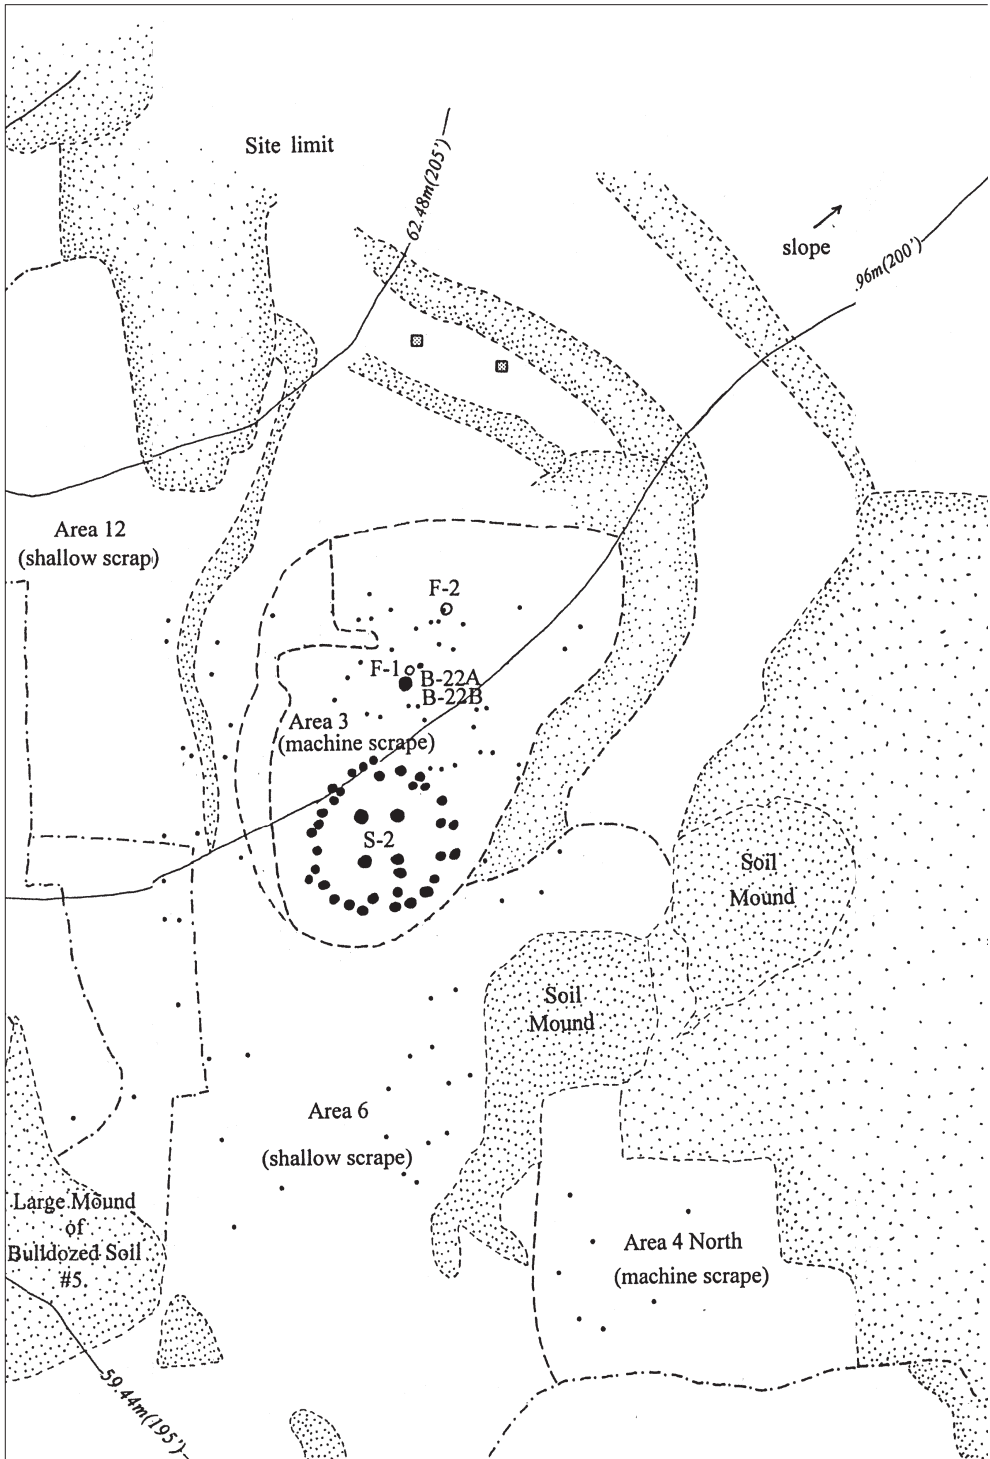 Site limit
62.48m(205')
slope
.96m(200')
Area 12
(shallow scrap)
F-2
F-1
B-22A
B-22B
Area 3
(machine scrape)
S-2
Soil
Mound
Soil
Mound
Area 6
(shallow scrape)
Large Mound
of
Bulldozed Soil
#5
Area 4 North
(machine scrape)
59.44m(195')